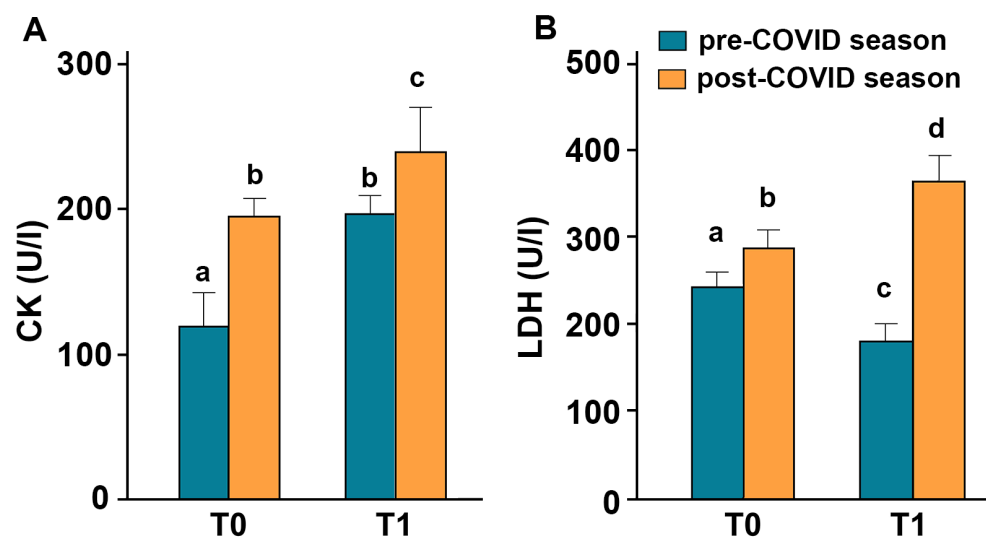 A
CK (U/I)
300
200
100
0
a
b
b
c
T0
T1
B
pre-COVID season
post-COVID season
LDH (U/I)
500
400
300
200
100
0
a
b
c
d
T0
T1